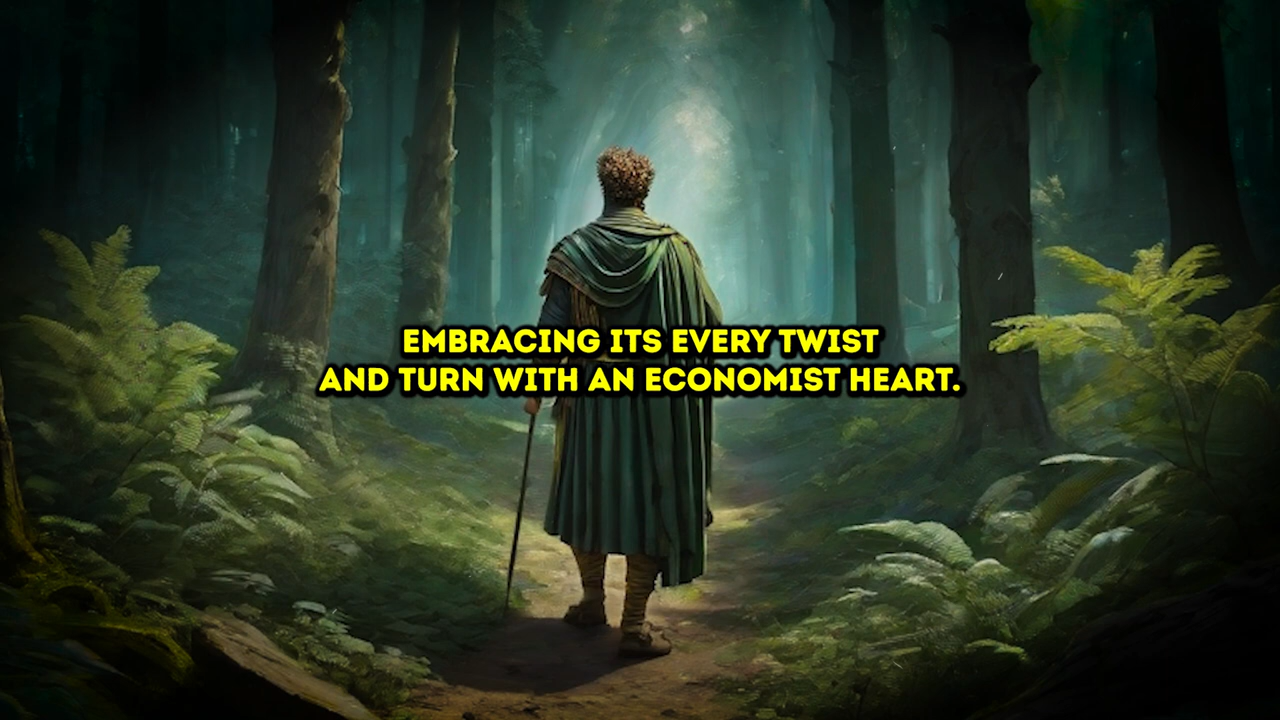 EMBRACING ITS EVERY TWIST
AND TURN WITH AN ECONOMIST HEART.